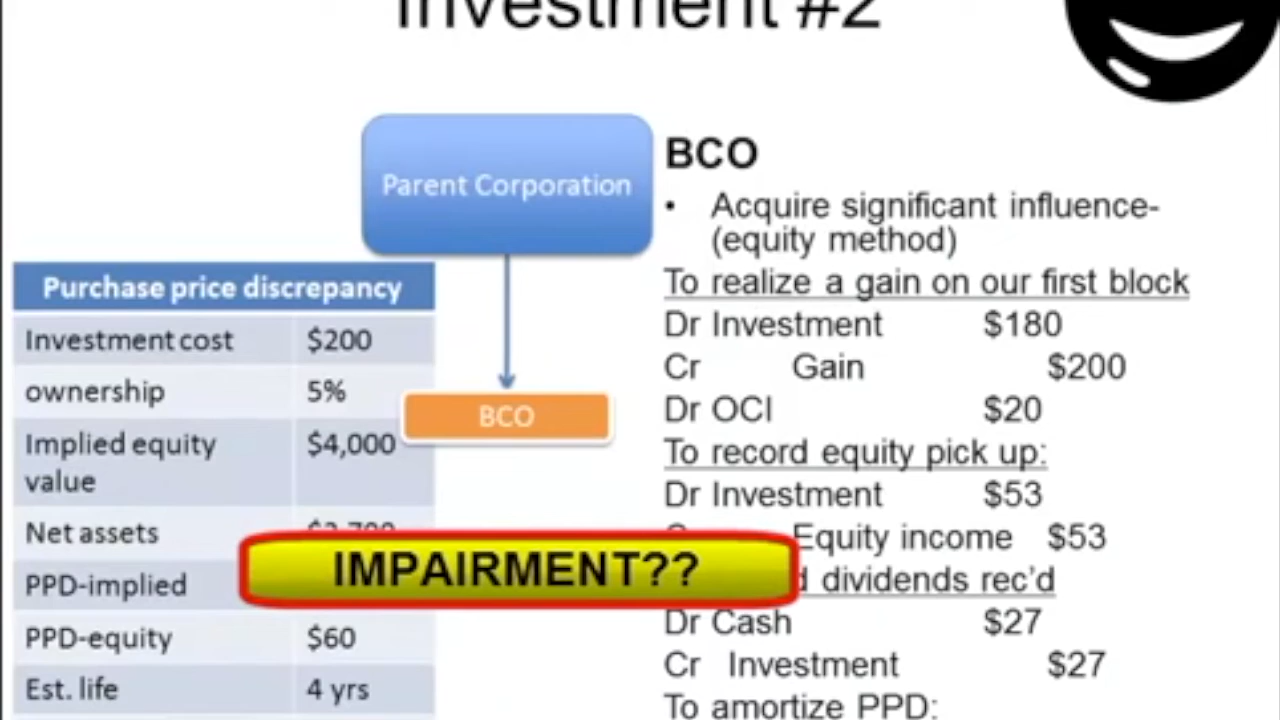 Investment #2
Parent Corporation
BCO
Purchase price discrepancy
Investment cost $200
ownership 5%
Implied equity
value $4,000
Net assets
PPD-implied
PPD-equity $60
Est. life 4 yrs
IMPAIRMENT??
BCO
• Acquire significant influence-
(equity method)
To realize a gain on our first block
Dr Investment $180
Cr Gain $200
Dr OCI $20
To record equity pick up:
Dr Investment $53
Equity income $53
dividends rec'd
Dr Cash $27
Cr Investment $27
To amortize PPD: